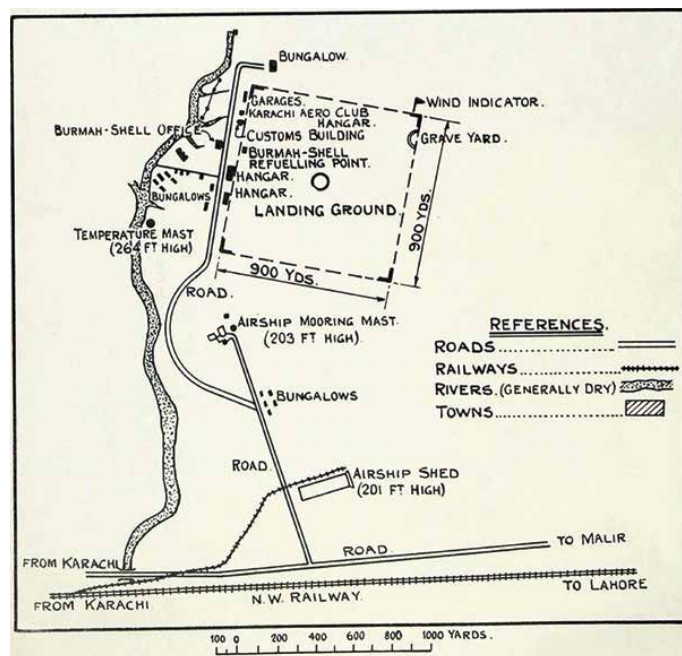 BUNGALOW.
GARAGES.
KARACHI AERO CLUB
HANGAR.
WIND INDICATOR.
BURMAH-SHELL OFFICE
CUSTOMS BUILDING
GRAVE YARD.
BURMAH-SHELL
REFUELLING POINT.
HANGAR.
BUNGALOWS
HANGAR.
LANDING GROUND.
900 YDS.
TEMPERATURE MAST
(264 FT HIGH)
900 YDS.
ROAD.
AIRSHIP MOORING MAST.
(203 FT HIGH)
REFERENCES.
ROADS
RAILWAYS
RIVERS. (GENERALLY DRY)
TOWNS
BUNGALOWS
ROAD.
AIRSHIP SHED
(201 FT HIGH)
FROM KARACHI
ROAD.
TO MALIR
FROM KARACHI
N.W. RAILWAY.
TO LAHORE
100 0 200 400 600 800 1000 YARDS.